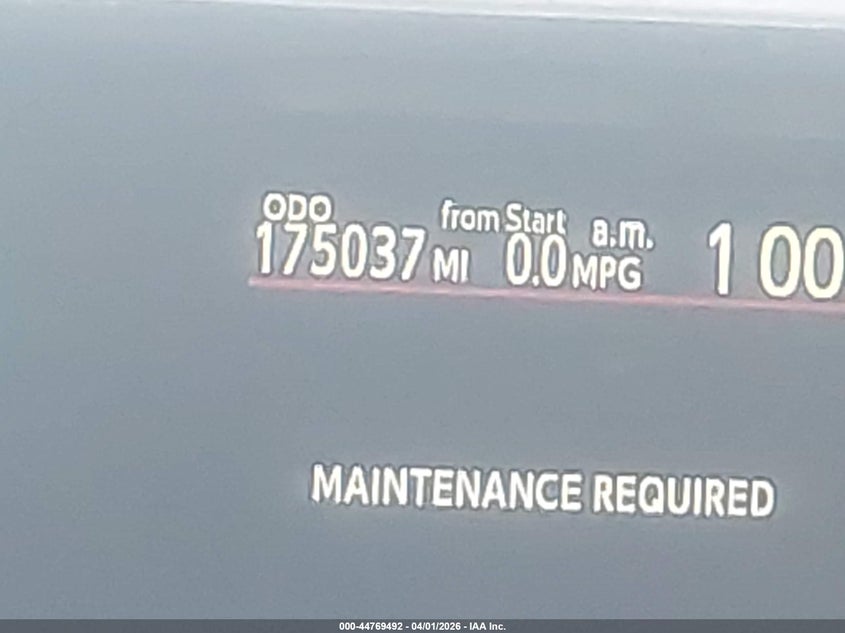 ODO from Start a.m.
175037 MI 0.0 MPG 1 00
MAINTENANCE REQUIRED
000-44769492 - 04/01/2026 - IAA Inc.